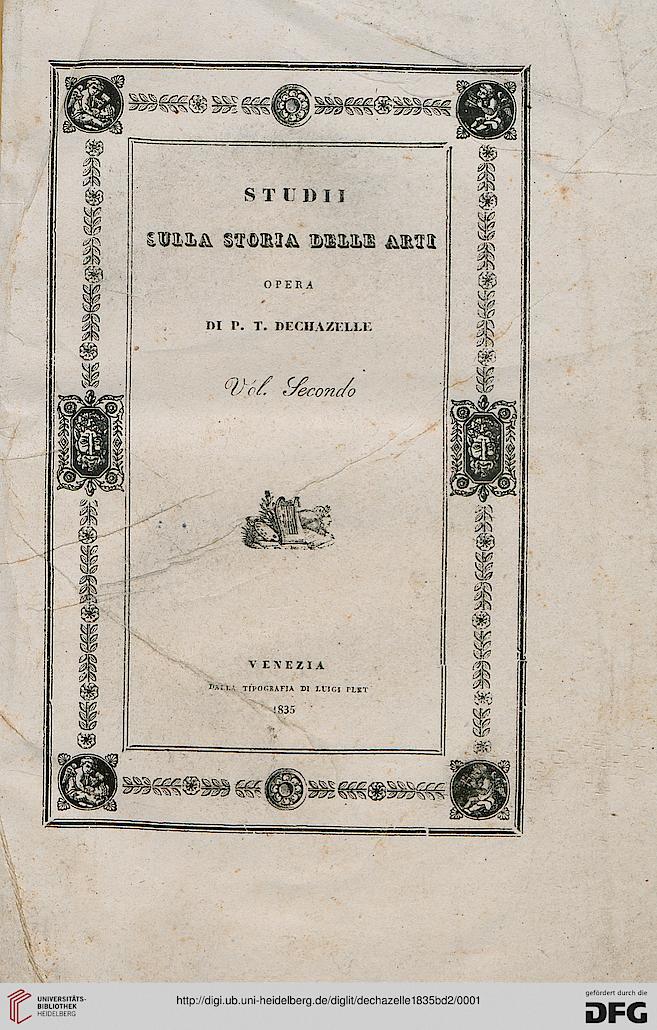 STUDII
SULLA STORIA DELLE ARTI
OPERA
DI P. T. DECHAZELLE
Vol. Secondo
VENEZIA
DALLA TIPOGRAFIA DI LUIGI PLET
1835
UNIVERSITÄTS-
BIBLIOTHEK
HEIDELBERG
http://digi.ub.uni-heidelberg.de/diglit/dechazelle1835bd2/0001
gefördert durch die
DFG